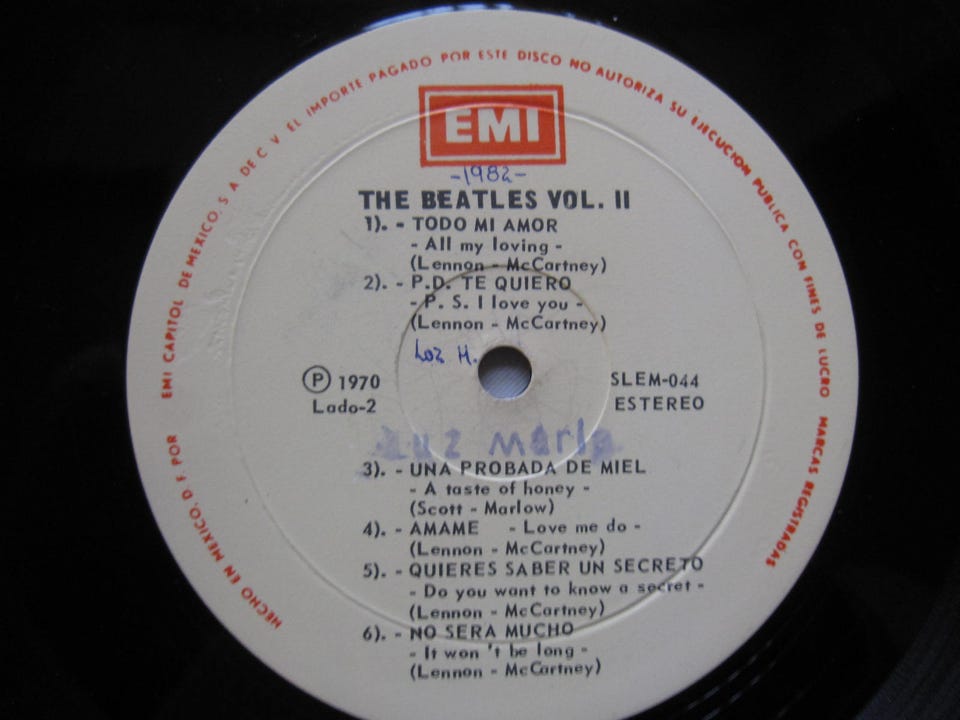 HECHO EN MEXICO, D F. POR EMI CAPITOL DE MEXICO, S A DE C V EL IMPORTE PAGADO POR ESTE DISCO NO AUTORIZA SU EJECUCION PUBLICA CON FINES DE LUCRO MARCAS REGISTRADAS
EMI
-1982-
THE BEATLES VOL. II
1). - TODO MI AMOR
- All my loving -
(Lennon - McCartney)
2). - P.D. TE QUIERO
- P. S. I love you -
(Lennon - McCartney)
Luz M.
Ⓟ 1970 SLEM-044
Lado-2 ESTEREO
Luz María
3). - UNA PROBADA DE MIEL
- A taste of honey -
(Scott - Marlow)
4). - AMAME - Love me do -
(Lennon - McCartney)
5). - QUIERES SABER UN SECRETO
- Do you want to know a secret -
(Lennon - McCartney)
6). - NO SERA MUCHO
- It won 't be long -
(Lennon - McCartney)